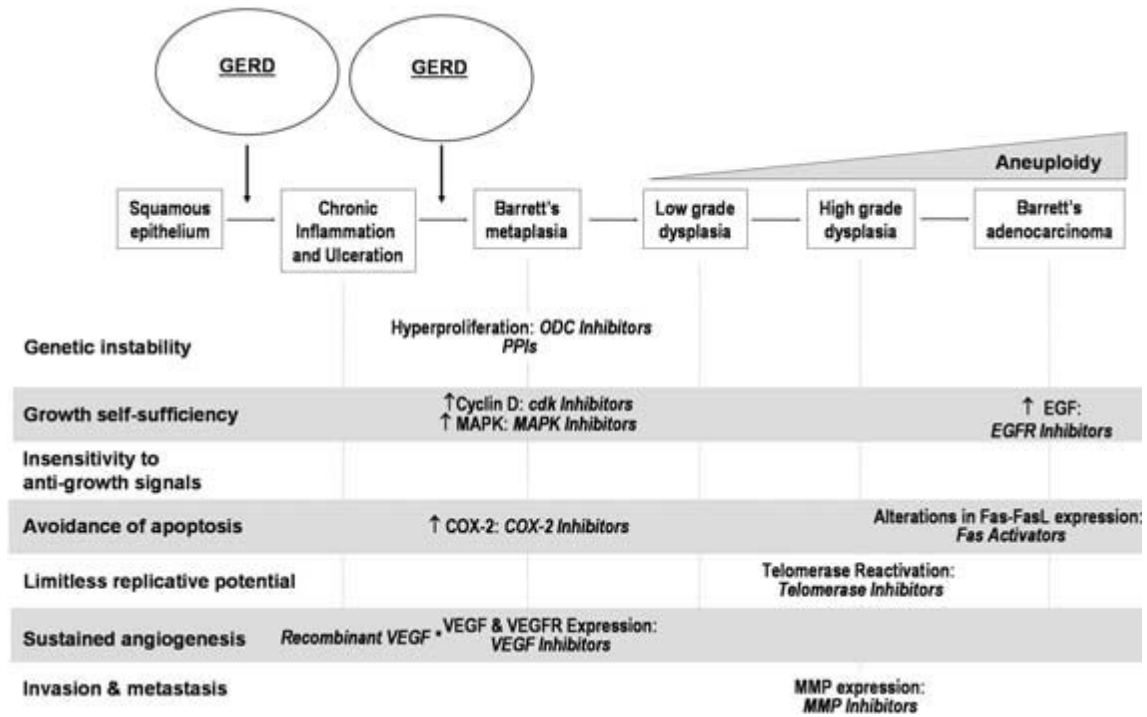 GERD
GERD
Aneuploidy
Squamous
epithelium
Chronic
Inflammation
and Ulceration
Barrett's
metaplasia
Low grade
dysplasia
High grade
dysplasia
Barrett's
adenocarcinoma
Genetic instability
Hyperproliferation: ODC Inhibitors
PPIs
Growth self-sufficiency
↑Cyclin D: cdk Inhibitors
↑ MAPK: MAPK Inhibitors
↑ EGF:
EGFR Inhibitors
Insensitivity to
anti-growth signals
Avoidance of apoptosis
↑ COX-2: COX-2 Inhibitors
Alterations in Fas-FasL expression:
Fas Activators
Limitless replicative potential
Telomerase Reactivation:
Telomerase Inhibitors
Sustained angiogenesis
Recombinant VEGF *
VEGF & VEGFR Expression:
VEGF Inhibitors
Invasion & metastasis
MMP expression:
MMP Inhibitors